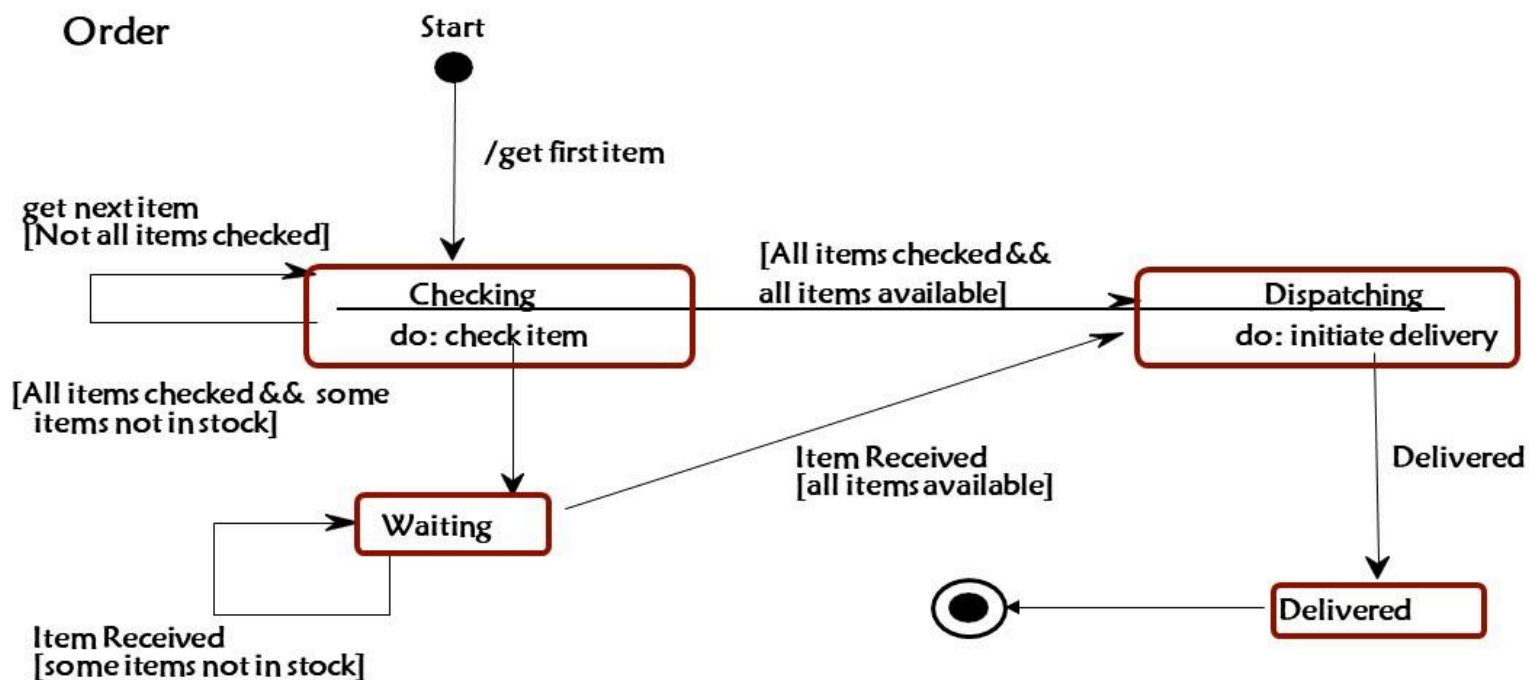 Order
Start
/get first item
get next item
[Not all items checked]
[All items checked &&
all items available]
Checking
do: check item
Dispatching
do: initiate delivery
[All items checked && some
items not in stock]
Item Received
[all items available]
Delivered
Waiting
Delivered
Item Received
[some items not in stock]